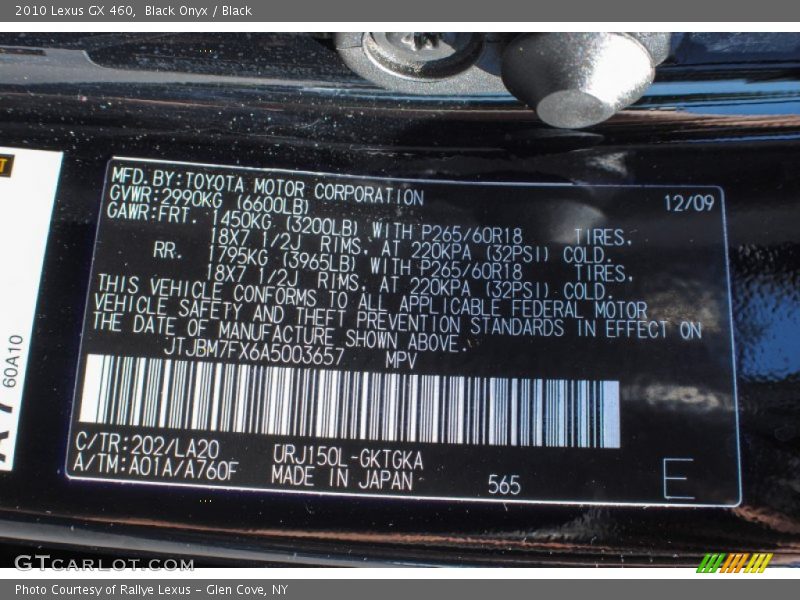 2010 Lexus GX 460,  Black Onyx / Black
MFD. BY: TOYOTA MOTOR CORPORATION 12/09
GVWR: 2990KG (6600LB)
GAWR: FRT. 1450KG (3200LB) WITH P265/60R18 TIRES.
18X7 1/2J RIMS. AT 220KPA (32PSI) COLD.
RR. 1795KG (3965LB) WITH P265/60R18 TIRES.
18X7 1/2J RIMS. AT 220KPA (32PSI) COLD.
THIS VEHICLE CONFORMS TO ALL APPLICABLE FEDERAL MOTOR
VEHICLE SAFETY AND THEFT PREVENTION STANDARDS IN EFFECT ON
THE DATE OF MANUFACTURE SHOWN ABOVE.
JTJBM7FX6A5003657 MPV
C/TR: 202/LA20 URJ150L-GKTGKA
A/TM: A01A/A760F MADE IN JAPAN 565 E
60A10
GTCARLOT.COM
Photo Courtesy of Rallye Lexus - Glen Cove, NY